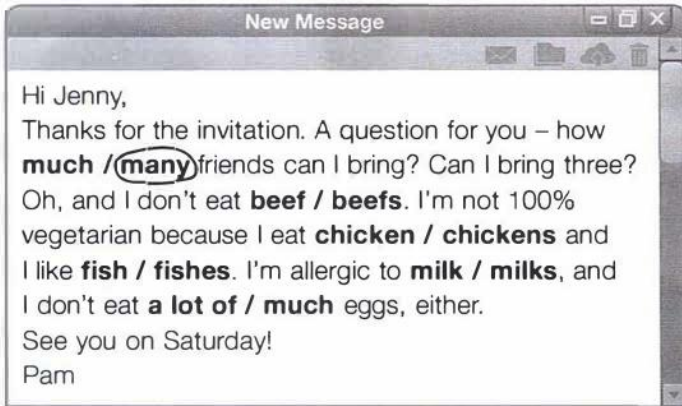 New Message
Hi Jenny,
Thanks for the invitation. A question for you – how
much / many friends can I bring? Can I bring three?
Oh, and I don't eat beef / beefs. I'm not 100%
vegetarian because I eat chicken / chickens and
I like fish / fishes. I'm allergic to milk / milks, and
I don't eat a lot of / much eggs, either.
See you on Saturday!
Pam